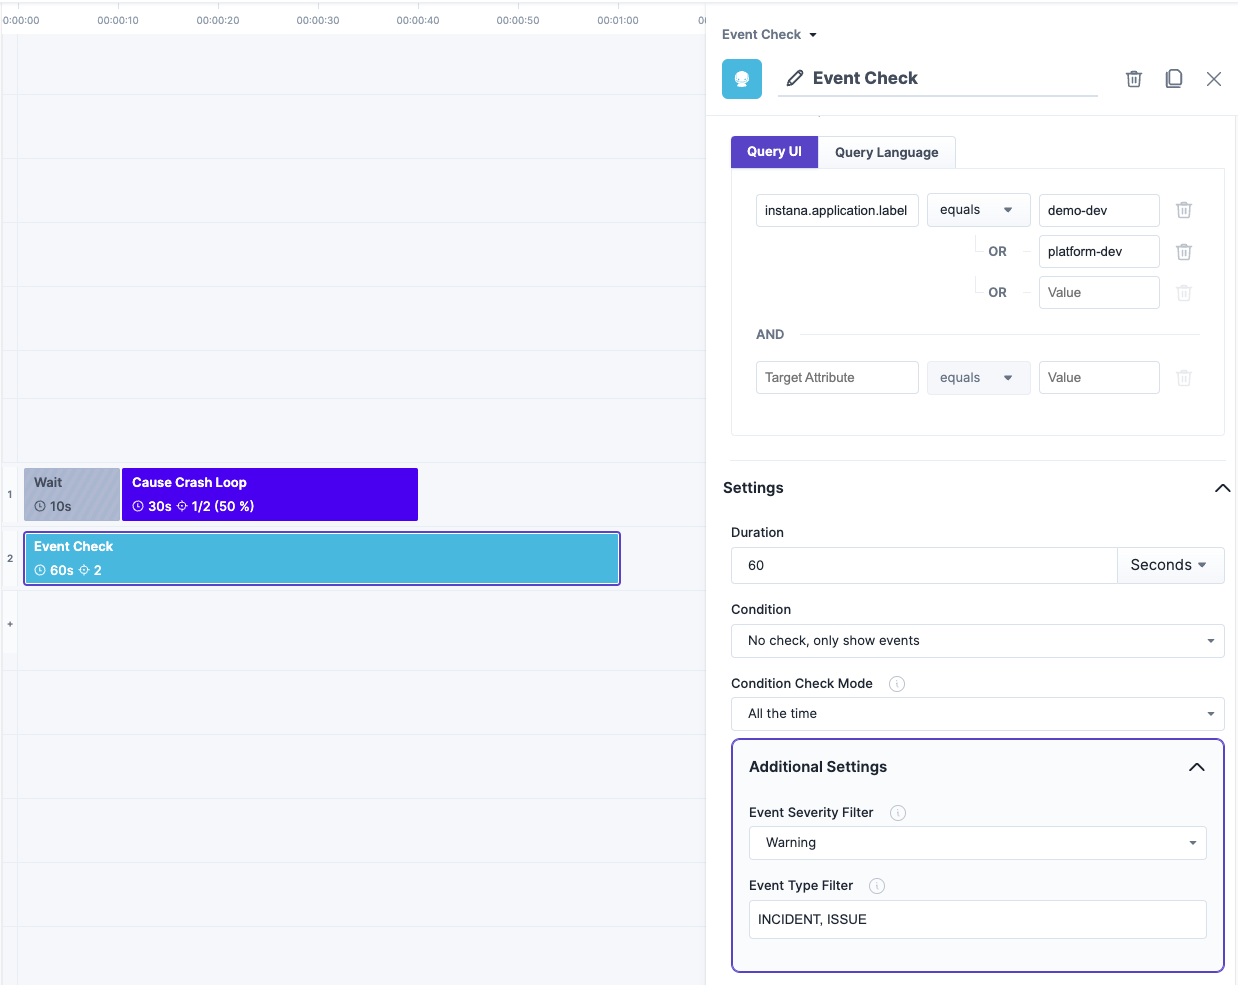 0:00:00 00:00:10 00:00:20 00:00:30 00:00:40 00:00:50 00:01:00
1
Wait
10s
Cause Crash Loop
30s 1/2 (50 %)
2
Event Check
60s 2
+
Event Check
Event Check
Query UI Query Language
instana.application.label equals demo-dev
OR platform-dev
OR Value
AND
Target Attribute equals Value
Settings
Duration
60 Seconds
Condition
No check, only show events
Condition Check Mode
All the time
Additional Settings
Event Severity Filter
Warning
Event Type Filter
INCIDENT, ISSUE